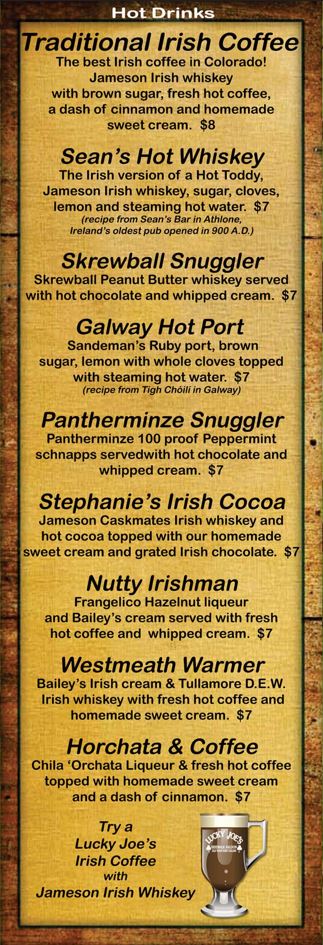 Hot Drinks
Traditional Irish Coffee
The best Irish coffee in Colorado!
Jameson Irish whiskey
with brown sugar, fresh hot coffee,
a dash of cinnamon and homemade
sweet cream. $8
Sean's Hot Whiskey
The Irish version of a Hot Toddy,
Jameson Irish whiskey, sugar, cloves,
lemon and steaming hot water. $7
(recipe from Sean's Bar in Athlone,
Ireland's oldest pub opened in 900 A.D.)
Skrewball Snuggler
Skrewball Peanut Butter whiskey served
with hot chocolate and whipped cream. $7
Galway Hot Port
Sandeman's Ruby port, brown
sugar, lemon with whole cloves topped
with steaming hot water. $7
(recipe from Tigh Chóilí in Galway)
Pantherminze Snuggler
Pantherminze 100 proof Peppermint
schnapps servedwith hot chocolate and
whipped cream. $7
Stephanie's Irish Cocoa
Jameson Caskmates Irish whiskey and
hot cocoa topped with our homemade
sweet cream and grated Irish chocolate. $7
Nutty Irishman
Frangelico Hazelnut liqueur
and Bailey's cream served with fresh
hot coffee and whipped cream. $7
Westmeath Warmer
Bailey's Irish cream & Tullamore D.E.W.
Irish whiskey with fresh hot coffee and
homemade sweet cream. $7
Horchata & Coffee
Chila 'Orchata Liqueur & fresh hot coffee
topped with homemade sweet cream
and a dash of cinnamon. $7
Try a
Lucky Joe's
Irish Coffee
with
Jameson Irish Whiskey
LUCKY JOE'S